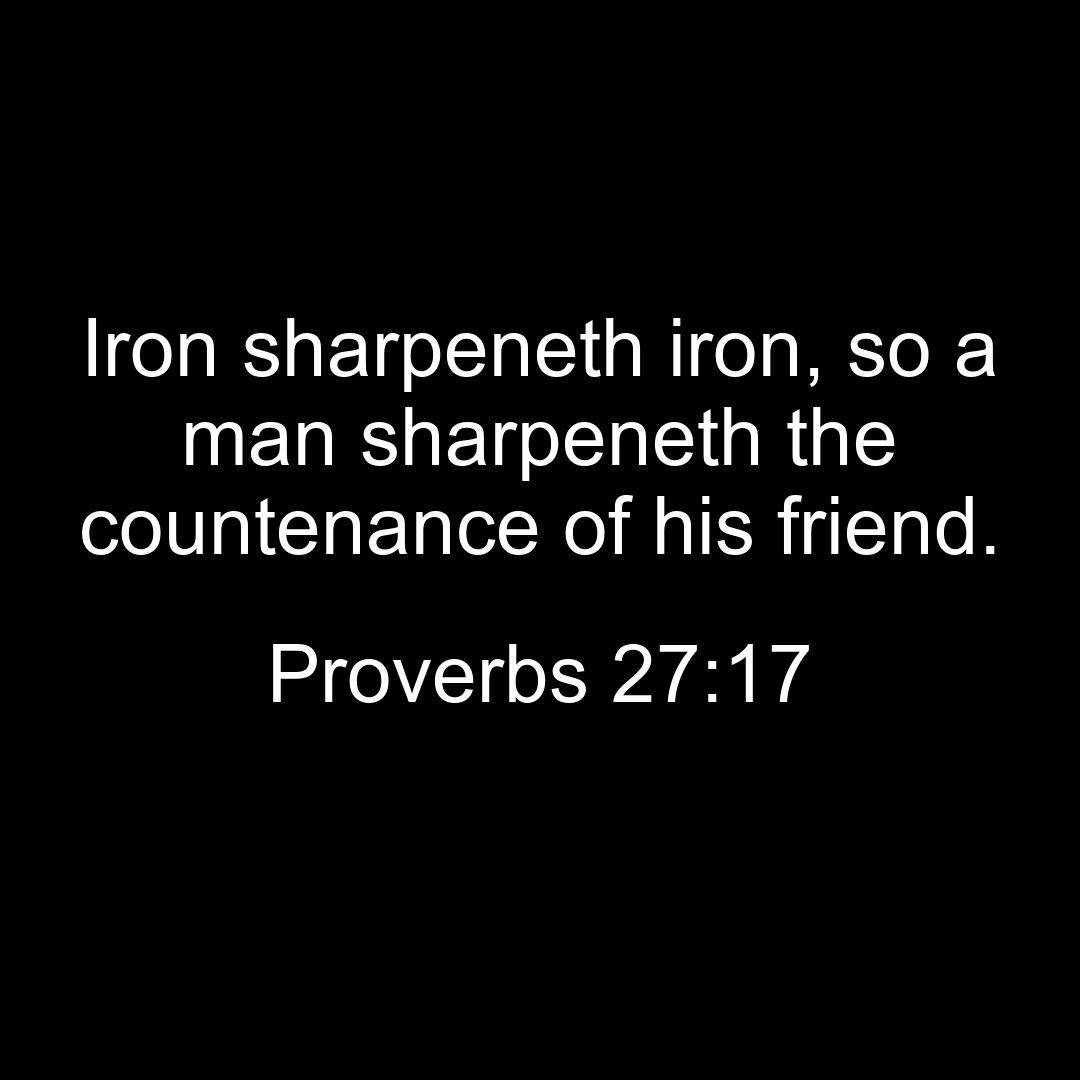 Iron sharpeneth iron, so a
man sharpeneth the
countenance of his friend.
Proverbs 27:17